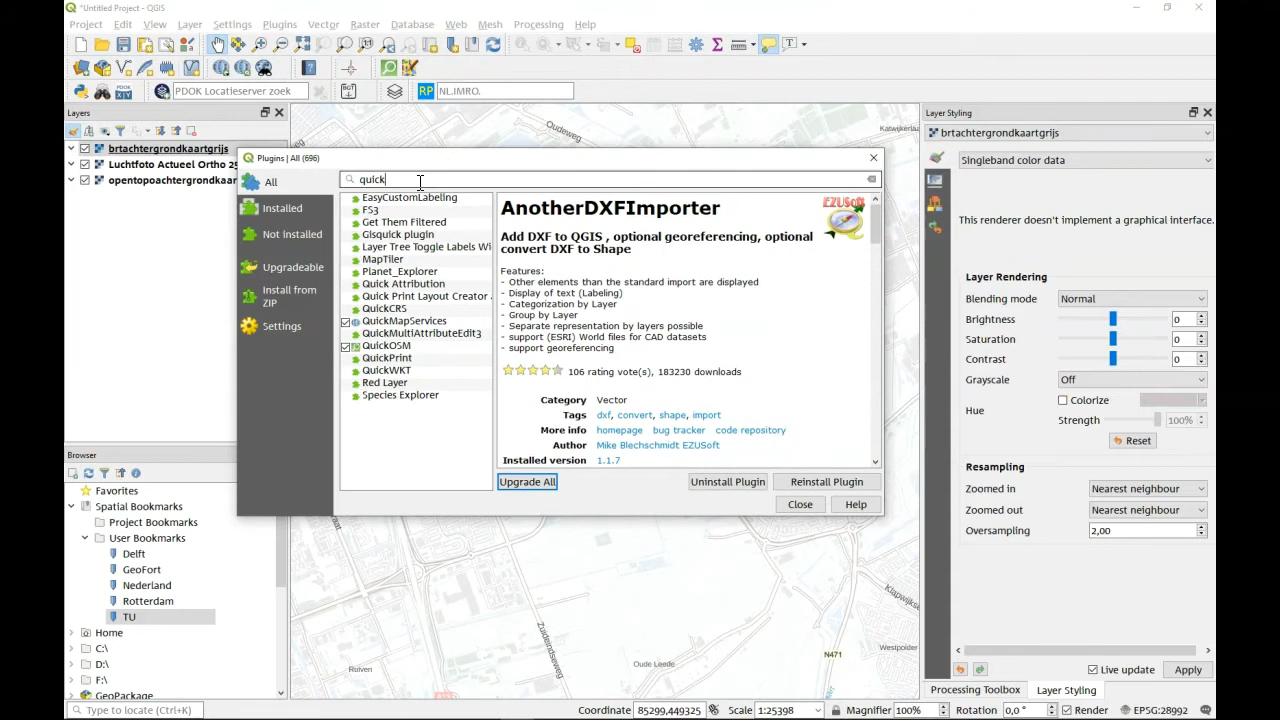 *Untitled Project - QGIS
Project Edit View Layer Settings Plugins Vector Raster Database Web Mesh Processing Help
PDOK Locatieserver zoek
BGT
RP
NL.IMRO.
Layers
brtachtergrondkaartgrijs
Luchtfoto Actueel Ortho 25
opentopoachtergrondkaar
Oudeweg
Katwijkerlaa
Plugins | All (696)
All
Installed
Not installed
Upgradeable
Install from
ZIP
Settings
quick
EasyCustomLabeling
FS3
Get Them Filtered
Gisquick plugin
Layer Tree Toggle Labels Wi
MapTiler
Planet_Explorer
Quick Attribution
Quick Print Layout Creator .
QuickCRS
QuickMapServices
QuickMultiAttributeEdit3
QuickOSM
QuickPrint
QuickWKT
Red Layer
Species Explorer
AnotherDXFImporter
EZUSoft
Add DXF to QGIS , optional georeferencing, optional
convert DXF to Shape
Features:
- Other elements than the standard import are displayed
- Display of text (Labeling)
- Categorization by Layer
- Group by Layer
- Separate representation by layers possible
- support (ESRI) World files for CAD datasets
- support georeferencing
106 rating vote(s), 183230 downloads
Category Vector
Tags dxf, convert, shape, import
More info homepage bug tracker code repository
Author Mike Blechschmidt EZUSoft
Installed version 1.1.7
Upgrade All
Uninstall Plugin
Reinstall Plugin
Close
Help
Layer Styling
brtachtergrondkaartgrijs
Singleband color data
This renderer doesn't implement a graphical interface.
Layer Rendering
Blending mode Normal
Brightness 0
Saturation 0
Contrast 0
Grayscale Off
Hue
Colorize
Strength 100%
Reset
Resampling
Zoomed in Nearest neighbour
Zoomed out Nearest neighbour
Oversampling 2,00
Live update
Apply
Processing Toolbox
Layer Styling
Browser
Favorites
Spatial Bookmarks
Project Bookmarks
User Bookmarks
Delft
GeoFort
Nederland
Rotterdam
TU
Home
C:\
D:\
F:\
GeoPackage
Zuideindseweg
Ruiven
Oude Leede
N471
Westpolder
Klapwijkse
Type to locate (Ctrl+K)
Coordinate 85299,449325
Scale 1:25398
Magnifier 100%
Rotation 0,0 °
Render
EPSG:28992